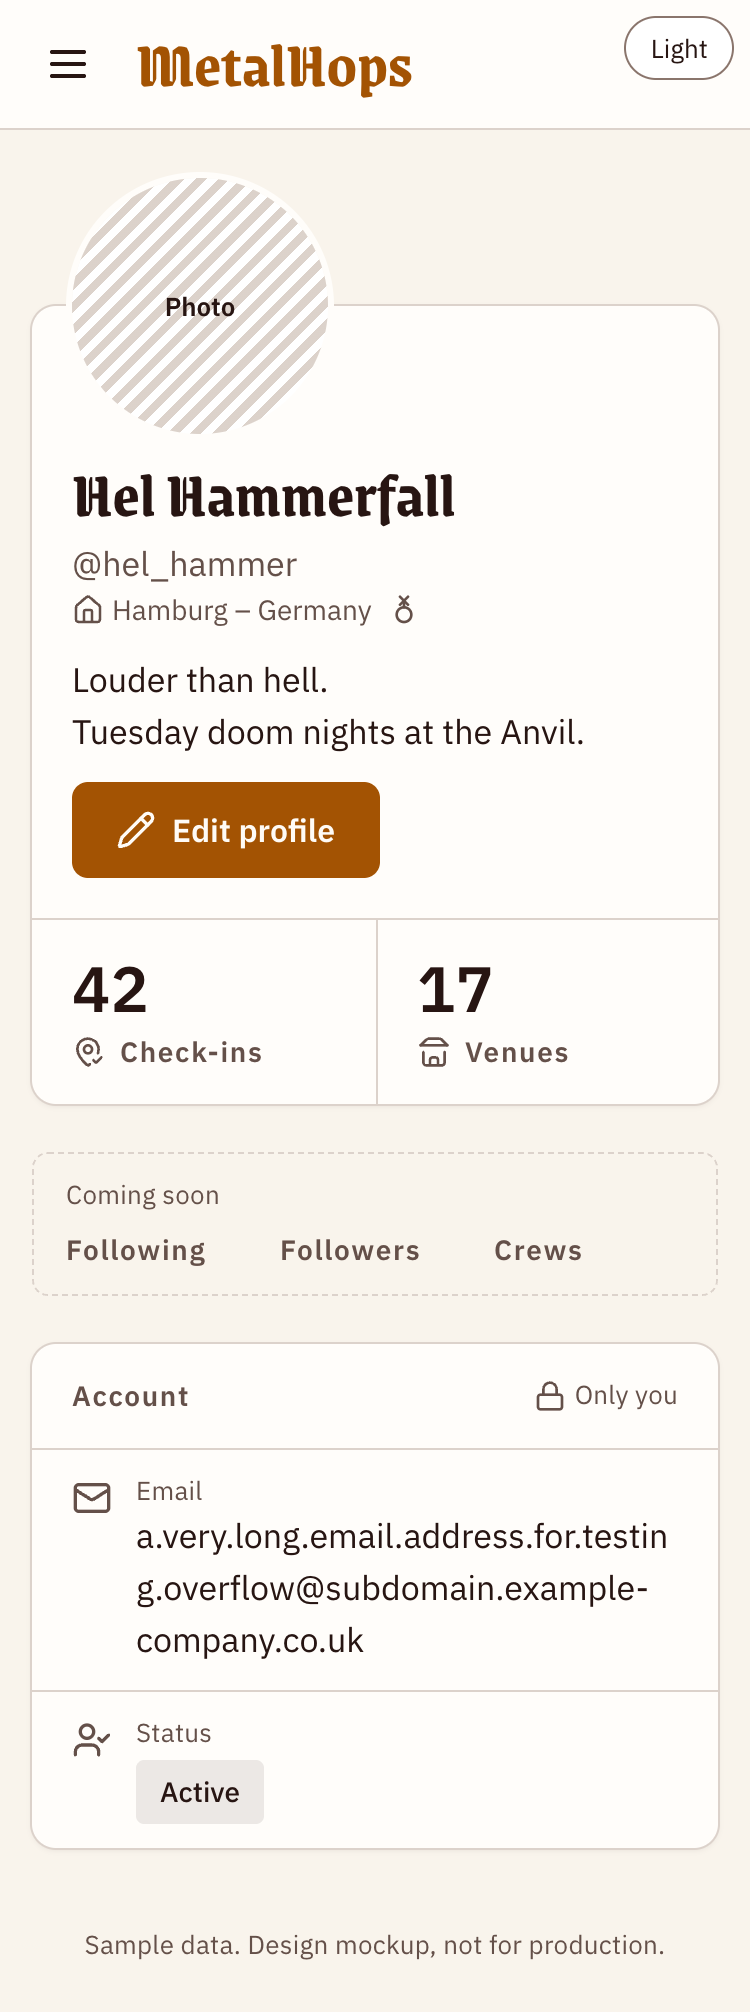 MetalHops
Light
Photo
Hel Hammerfall
@hel_hammer
Hamburg – Germany
Louder than hell.
Tuesday doom nights at the Anvil.
Edit profile
42
Check-ins
17
Venues
Coming soon
Following Followers Crews
Account
Only you
Email
a.very.long.email.address.for.testin
g.overflow@subdomain.example-
company.co.uk
Status
Active
Sample data. Design mockup, not for production.